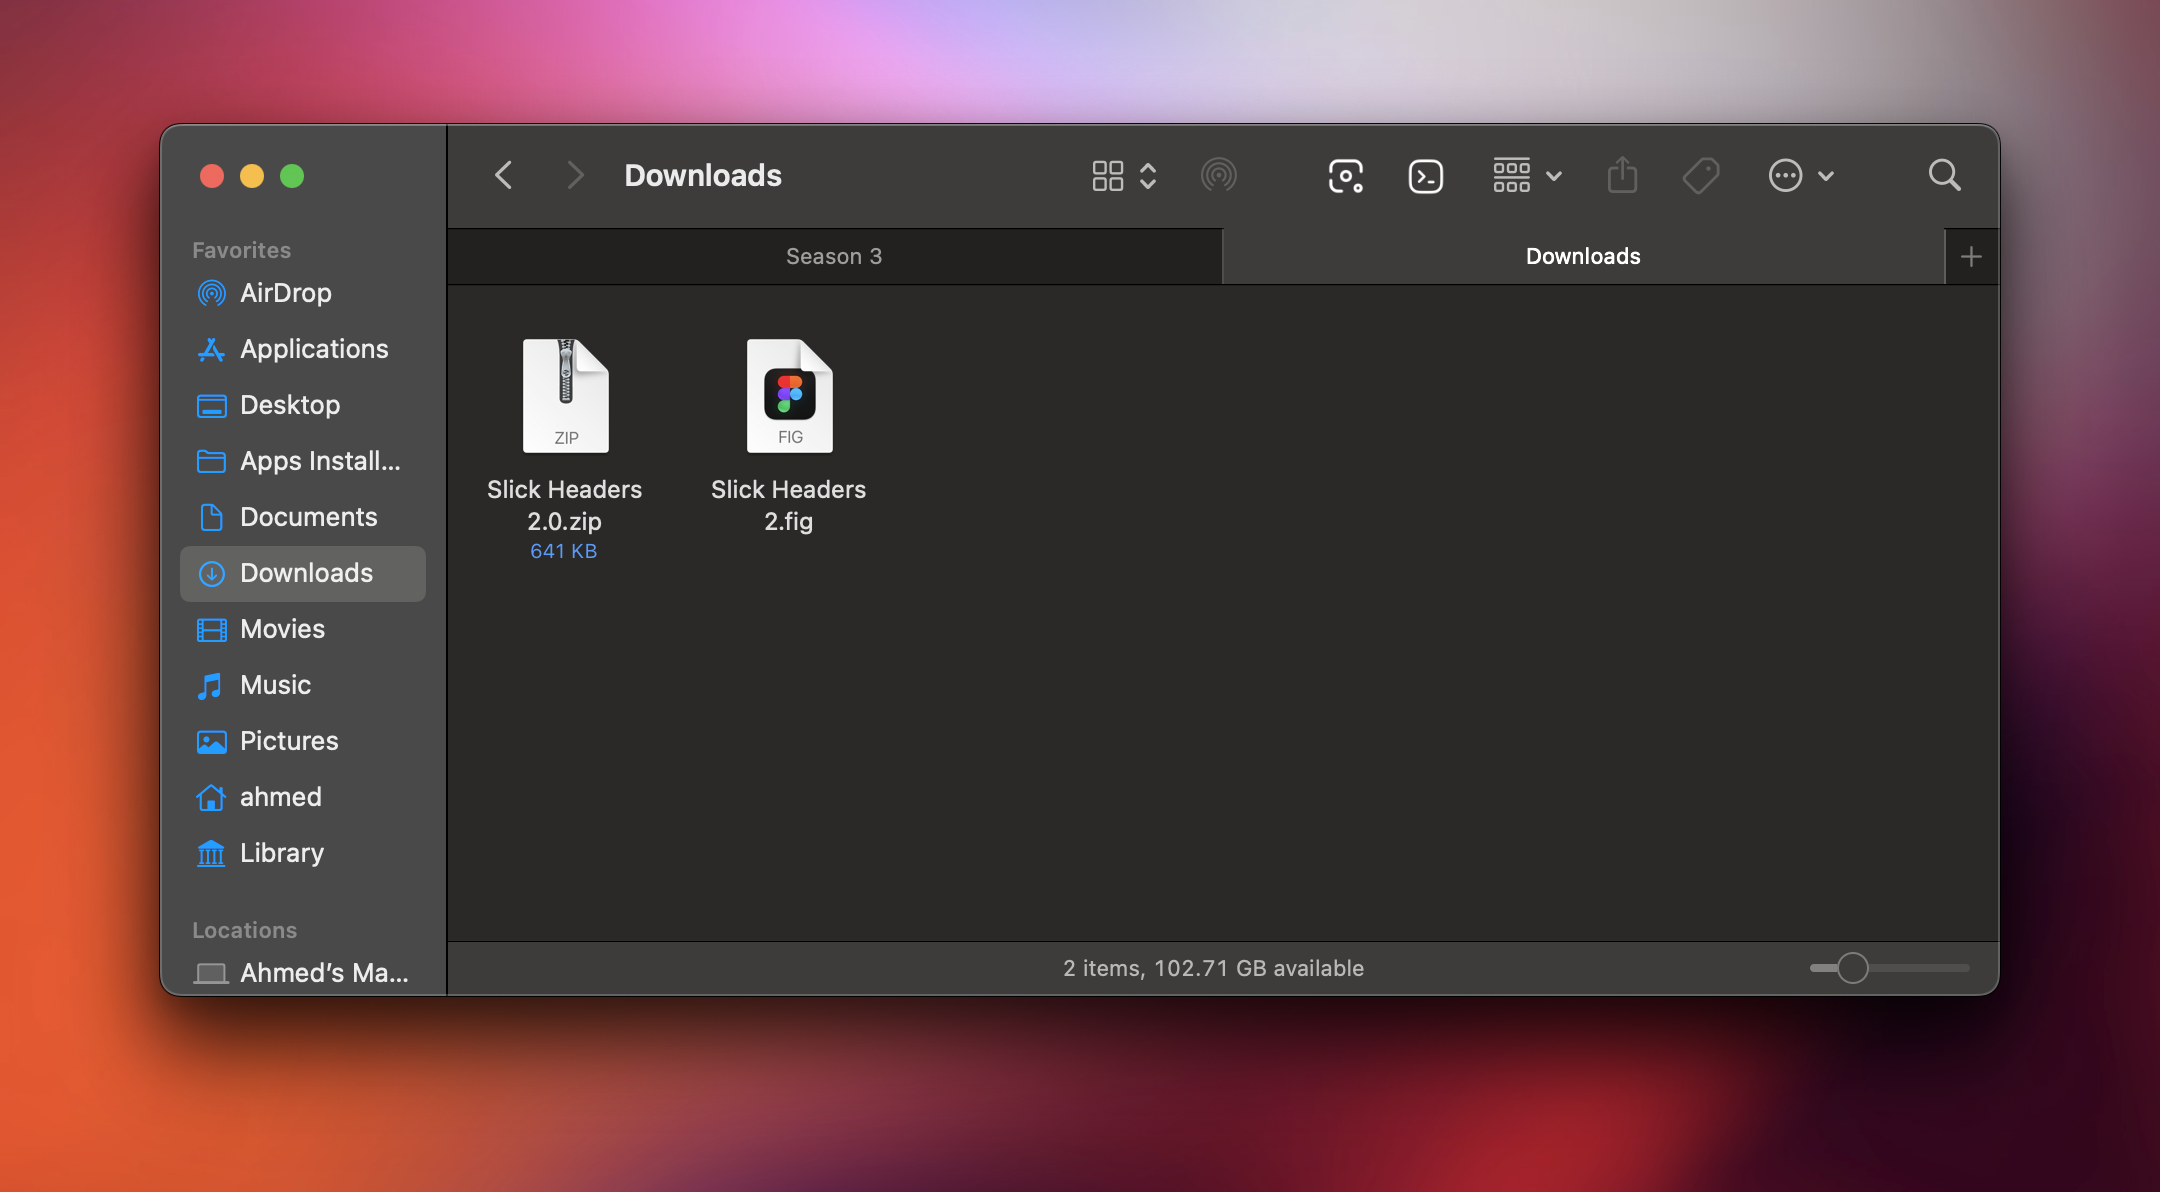 Downloads
Season 3
Downloads
Favorites
AirDrop
Applications
Desktop
Apps Install...
Documents
Downloads
Movies
Music
Pictures
ahmed
Library
Locations
Ahmed’s Ma...
ZIP
Slick Headers
2.0.zip
641 KB
FIG
Slick Headers
2.fig
2 items, 102.71 GB available